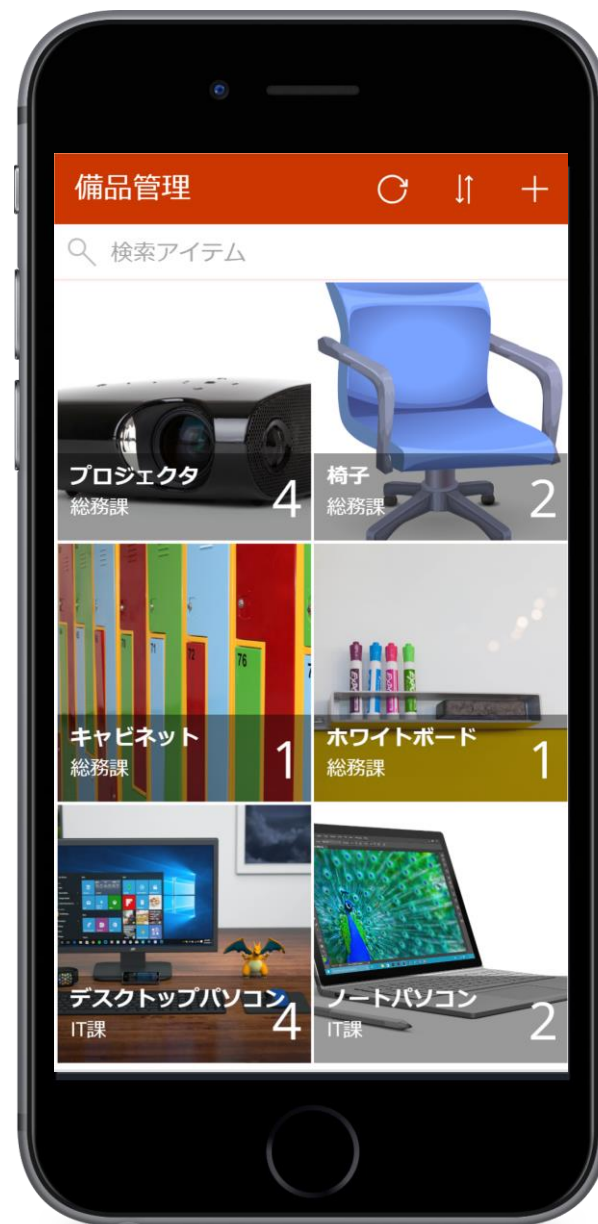 備品管理
検索アイテム
プロジェクタ
総務課
4
椅子
総務課
2
キャビネット
総務課
1
71
72
76
ホワイトボード
総務課
1
デスクトップパソコン
IT課
4
ノートパソコン
IT課
2